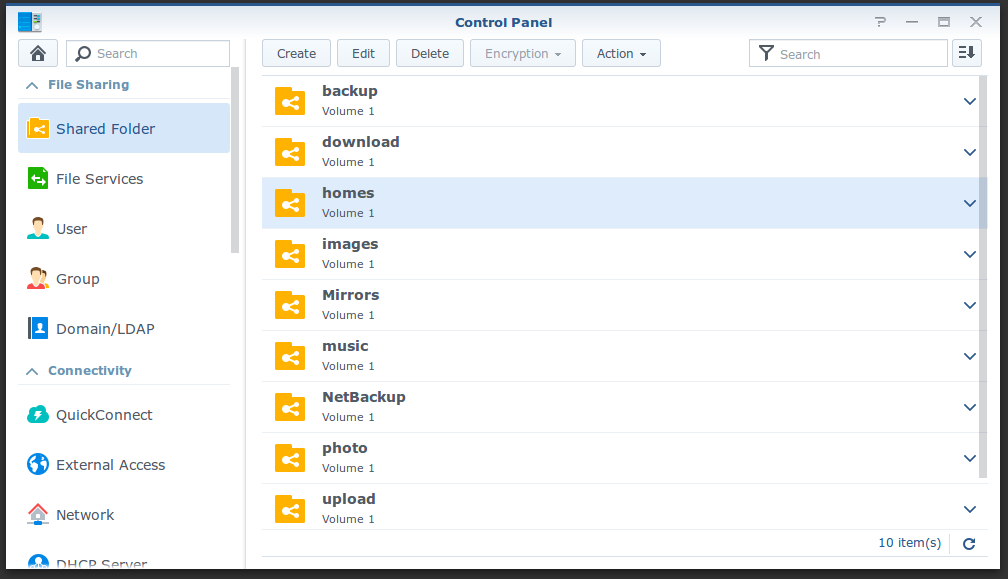 Control Panel
Search
Create Edit Delete Encryption Action
Search
File Sharing
Shared Folder
File Services
User
Group
Domain/LDAP
Connectivity
QuickConnect
External Access
Network
DHCP Server
backup
Volume 1
download
Volume 1
homes
Volume 1
images
Volume 1
Mirrors
Volume 1
music
Volume 1
NetBackup
Volume 1
photo
Volume 1
upload
Volume 1
10 item(s)